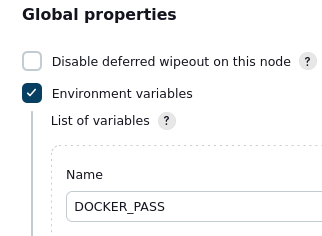 Global properties
Disable deferred wipeout on this node ?
Environment variables
List of variables ?
Name
DOCKER_PASS